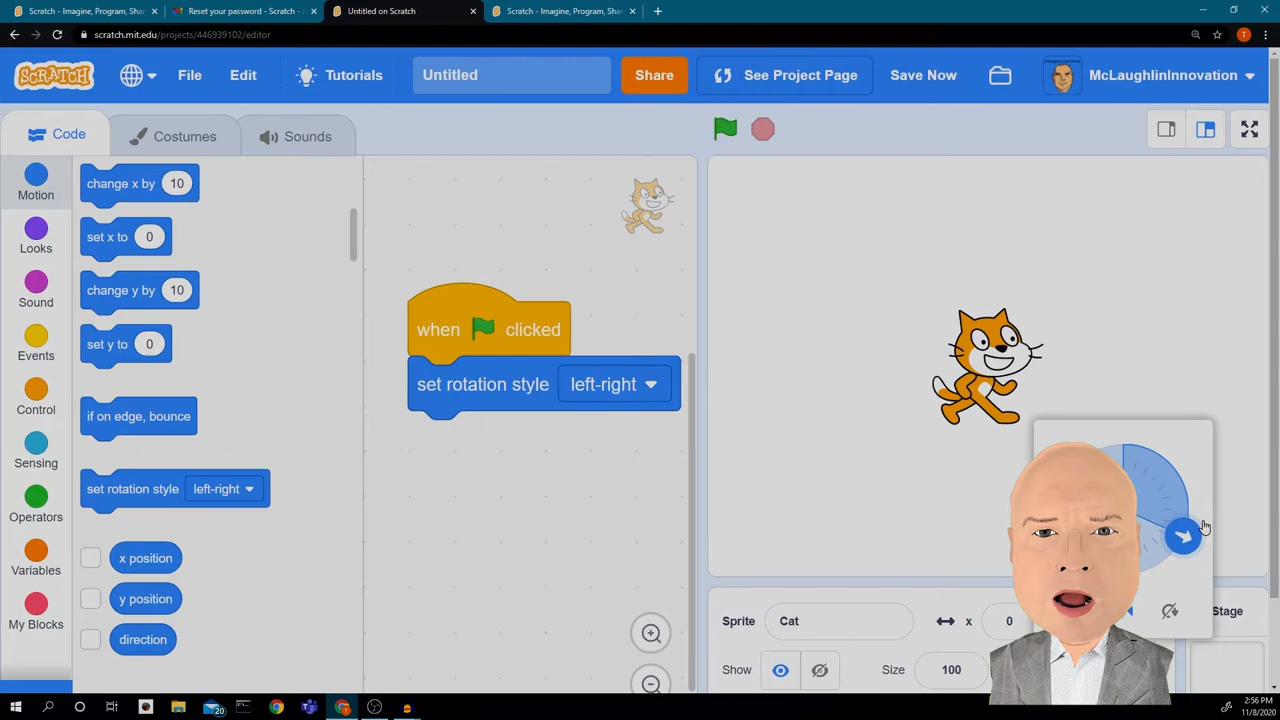 Scratch - Imagine, Program, Sha
Reset your password - Scratch -
Untitled on Scratch
Scratch - Imagine, Program, Share
scratch.mit.edu/projects/446939102/editor
T
SCRATCH
File
Edit
Tutorials
Untitled
Share
See Project Page
Save Now
McLaughlinInnovation
Code
Costumes
Sounds
Motion
Looks
Sound
Events
Control
Sensing
Operators
Variables
My Blocks
change x by 10
set x to 0
change y by 10
set y to 0
if on edge, bounce
set rotation style left-right
x position
y position
direction
when clicked
set rotation style left-right
Sprite
Cat
x 0
Show
Size
100
Stage
20
2:56 PM
11/8/2020